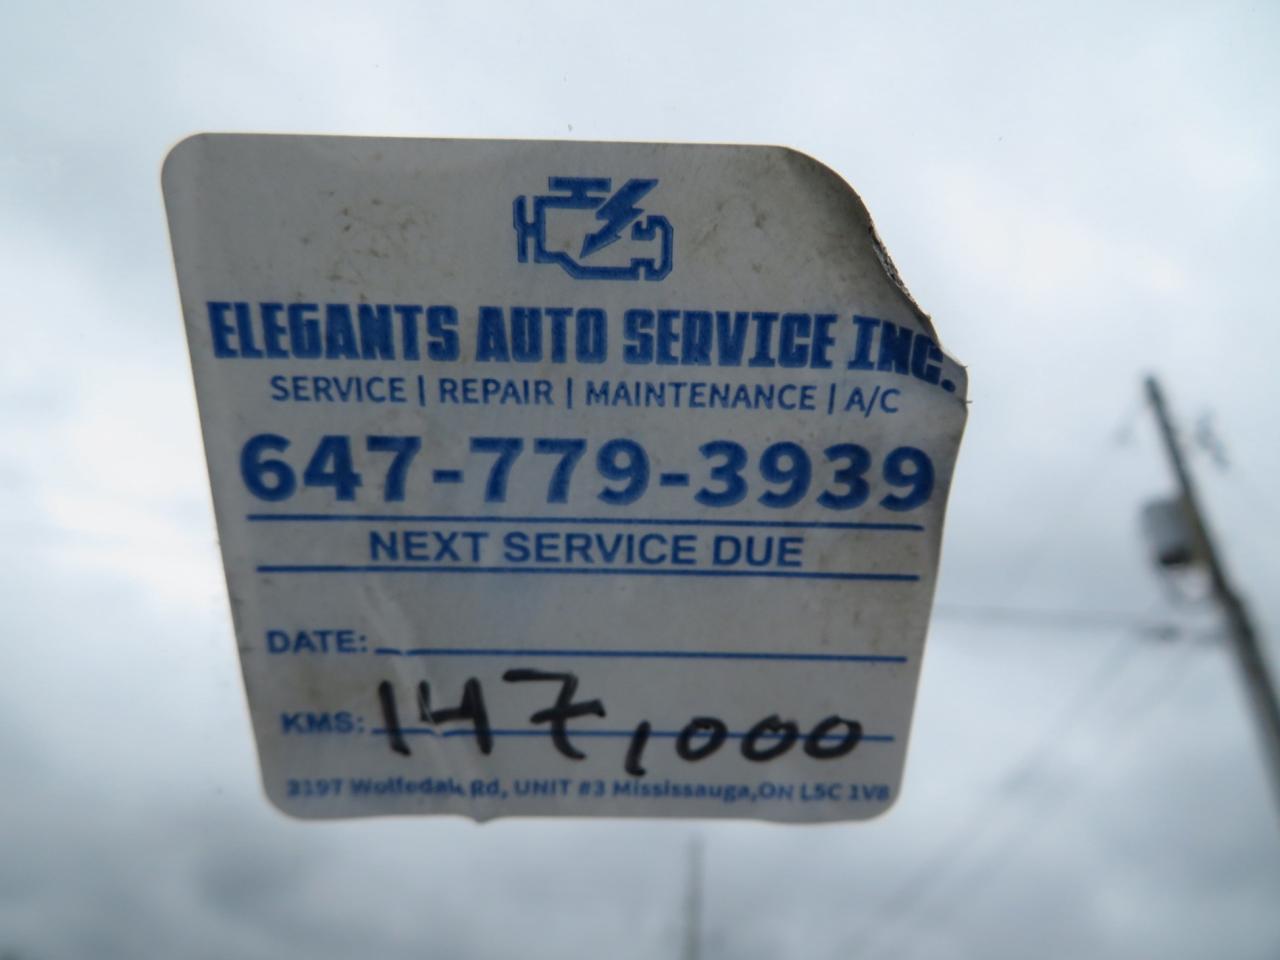 ELEGANTS AUTO SERVICE INC.
SERVICE | REPAIR | MAINTENANCE | A/C
647-779-3939
NEXT SERVICE DUE
DATE:
KMS: 147,000
3197 Wolfedale Rd, UNIT #3 Mississauga,ON L5C 1V8